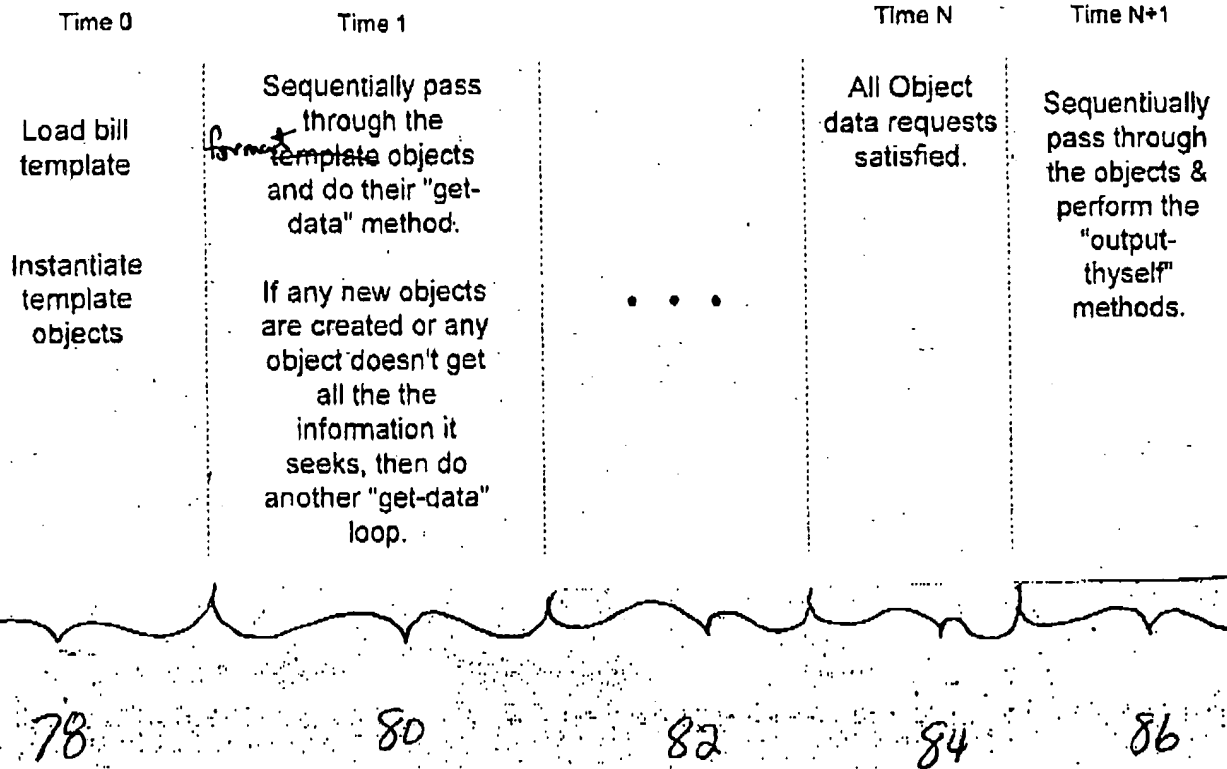 Time 0
Time 1
Time N
Time N+1
Load bill
template
Instantiate
template
objects
Sequentially pass
through the
format
template objects
and do their "get-
data" method.
If any new objects
are created or any
object doesn't get
all the the
information it
seeks, then do
another "get-data"
loop.
. . .
All Object
data requests
satisfied.
Sequentiually
pass through
the objects &
perform the
"output-
thyself"
methods.
78
80
82
84
86